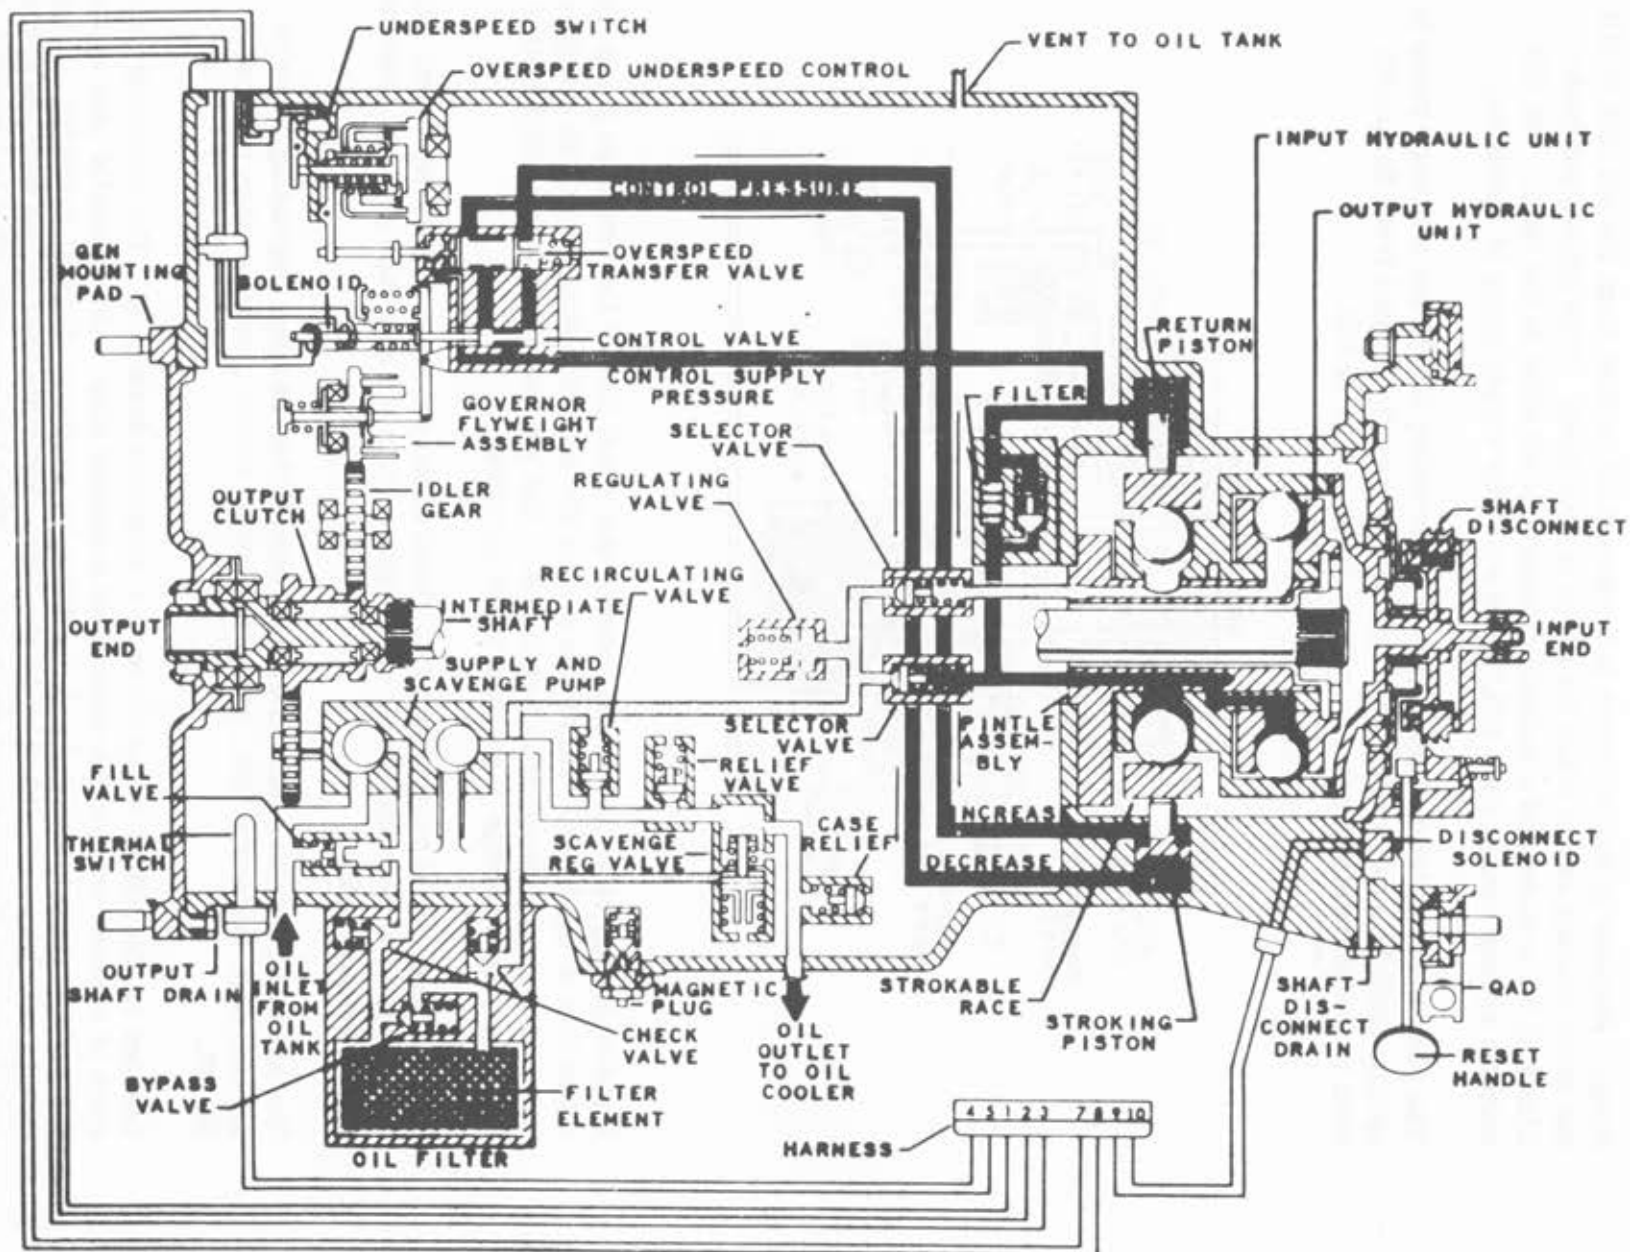 UNDERSPEED SWITCH
VENT TO OIL TANK
OVERSPEED UNDERSPEED CONTROL
INPUT HYDRAULIC UNIT
CONTROL PRESSURE
OUTPUT HYDRAULIC
UNIT
GEN
MOUNTING
PAD
OVERSPEED
TRANSFER VALVE
SOLENOID
RETURN
PISTON
CONTROL VALVE
CONTROL SUPPLY
PRESSURE
FILTER
GOVERNOR
FLYWEIGHT
ASSEMBLY
SELECTOR
VALVE
REGULATING
VALVE
IDLER
GEAR
OUTPUT
CLUTCH
SHAFT
DISCONNECT
RECIRCULATING
VALVE
INTERMEDIATE
SHAFT
OUTPUT
END
INPUT
END
SUPPLY AND
SCAVENGE PUMP
SELECTOR
VALVE
PINTLE
ASSEM-
BLY
RELIEF
VALVE
FILL
VALVE
THERMAL
SWITCH
INCREAS
CASE
RELIEF
SCAVENGE
REG VALVE
DECREASE
DISCONNECT
SOLENOID
OUTPUT
SHAFT DRAIN
OIL
INLET
FROM
OIL
TANK
MAGNETIC
PLUG
STROKABLE
RACE
SHAFT
DIS-
CONNECT
DRAIN
QAD
CHECK
VALVE
OIL
OUTLET
TO OIL
COOLER
STROKING
PISTON
RESET
HANDLE
BYPASS
VALVE
FILTER
ELEMENT
4 5 1 2 3 7 8 9 10
HARNESS
OIL FILTER